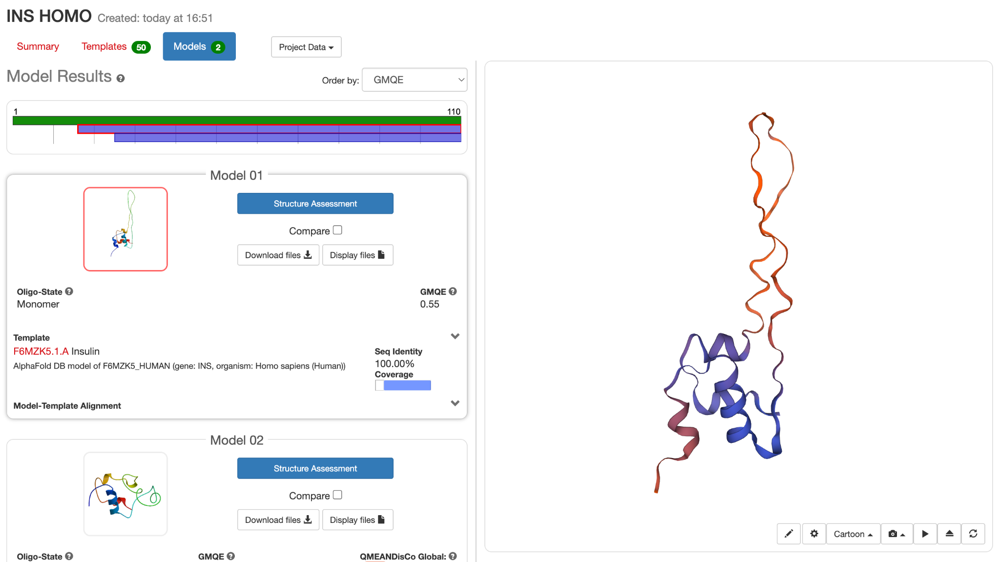 INS HOMO Created: today at 16:51
Summary Templates 50 Models 2 Project Data
Model Results
Order by: GMQE
1 110
Model 01
Structure Assessment
Compare
Download files Display files
Oligo-State GMQE
Monomer 0.55
Template
F6MZK5.1.A Insulin
AlphaFold DB model of F6MZK5_HUMAN (gene: INS, organism: Homo sapiens (Human))
Seq Identity
100.00%
Coverage
Model-Template Alignment
Model 02
Structure Assessment
Compare
Download files Display files
Oligo-State GMQE QMEANDisCo Global:
Cartoon